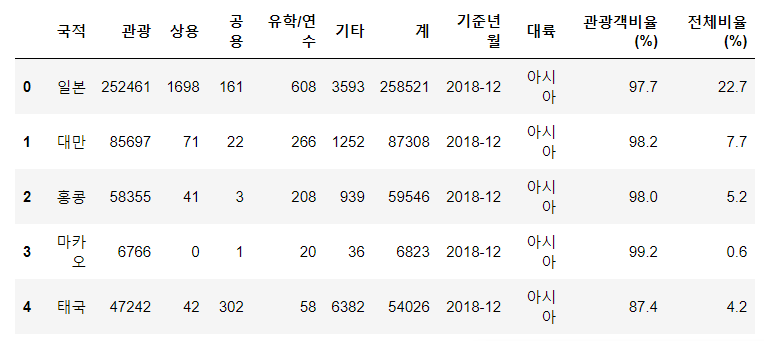 국적 관광 상용 공용 유학/연수 기타 계 기준년월 대륙 관광객비율(%) 전체비율(%)
0 일본 252461 1698 161 608 3593 258521 2018-12 아시아 97.7 22.7
1 대만 85697 71 22 266 1252 87308 2018-12 아시아 98.2 7.7
2 홍콩 58355 41 3 208 939 59546 2018-12 아시아 98.0 5.2
3 마카오 6766 0 1 20 36 6823 2018-12 아시아 99.2 0.6
4 태국 47242 42 302 58 6382 54026 2018-12 아시아 87.4 4.2